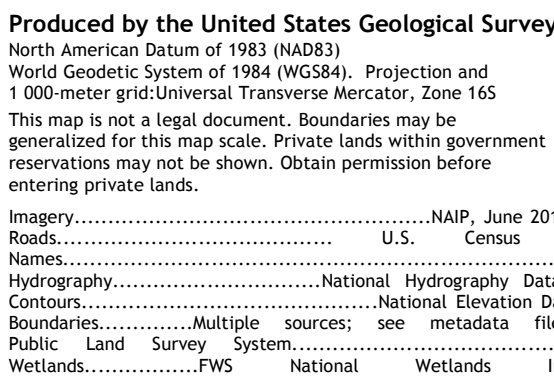 Produced by the United States Geological Survey
North American Datum of 1983 (NAD83)
World Geodetic System of 1984 (WGS84). Projection and
1 000-meter grid:Universal Transverse Mercator, Zone 16S
This map is not a legal document. Boundaries may be
generalized for this map scale. Private lands within government
reservations may not be shown. Obtain permission before
entering private lands.
Imagery.....................................................NAIP, June
Roads......................................... U.S. Census
Names.........................................................................
Hydrography...............................National Hydrography
Contours............................................National Elevation
Boundaries..............Multiple sources; see metadata
Public Land Survey System.......................................
Wetlands.................FWS National Wetlands